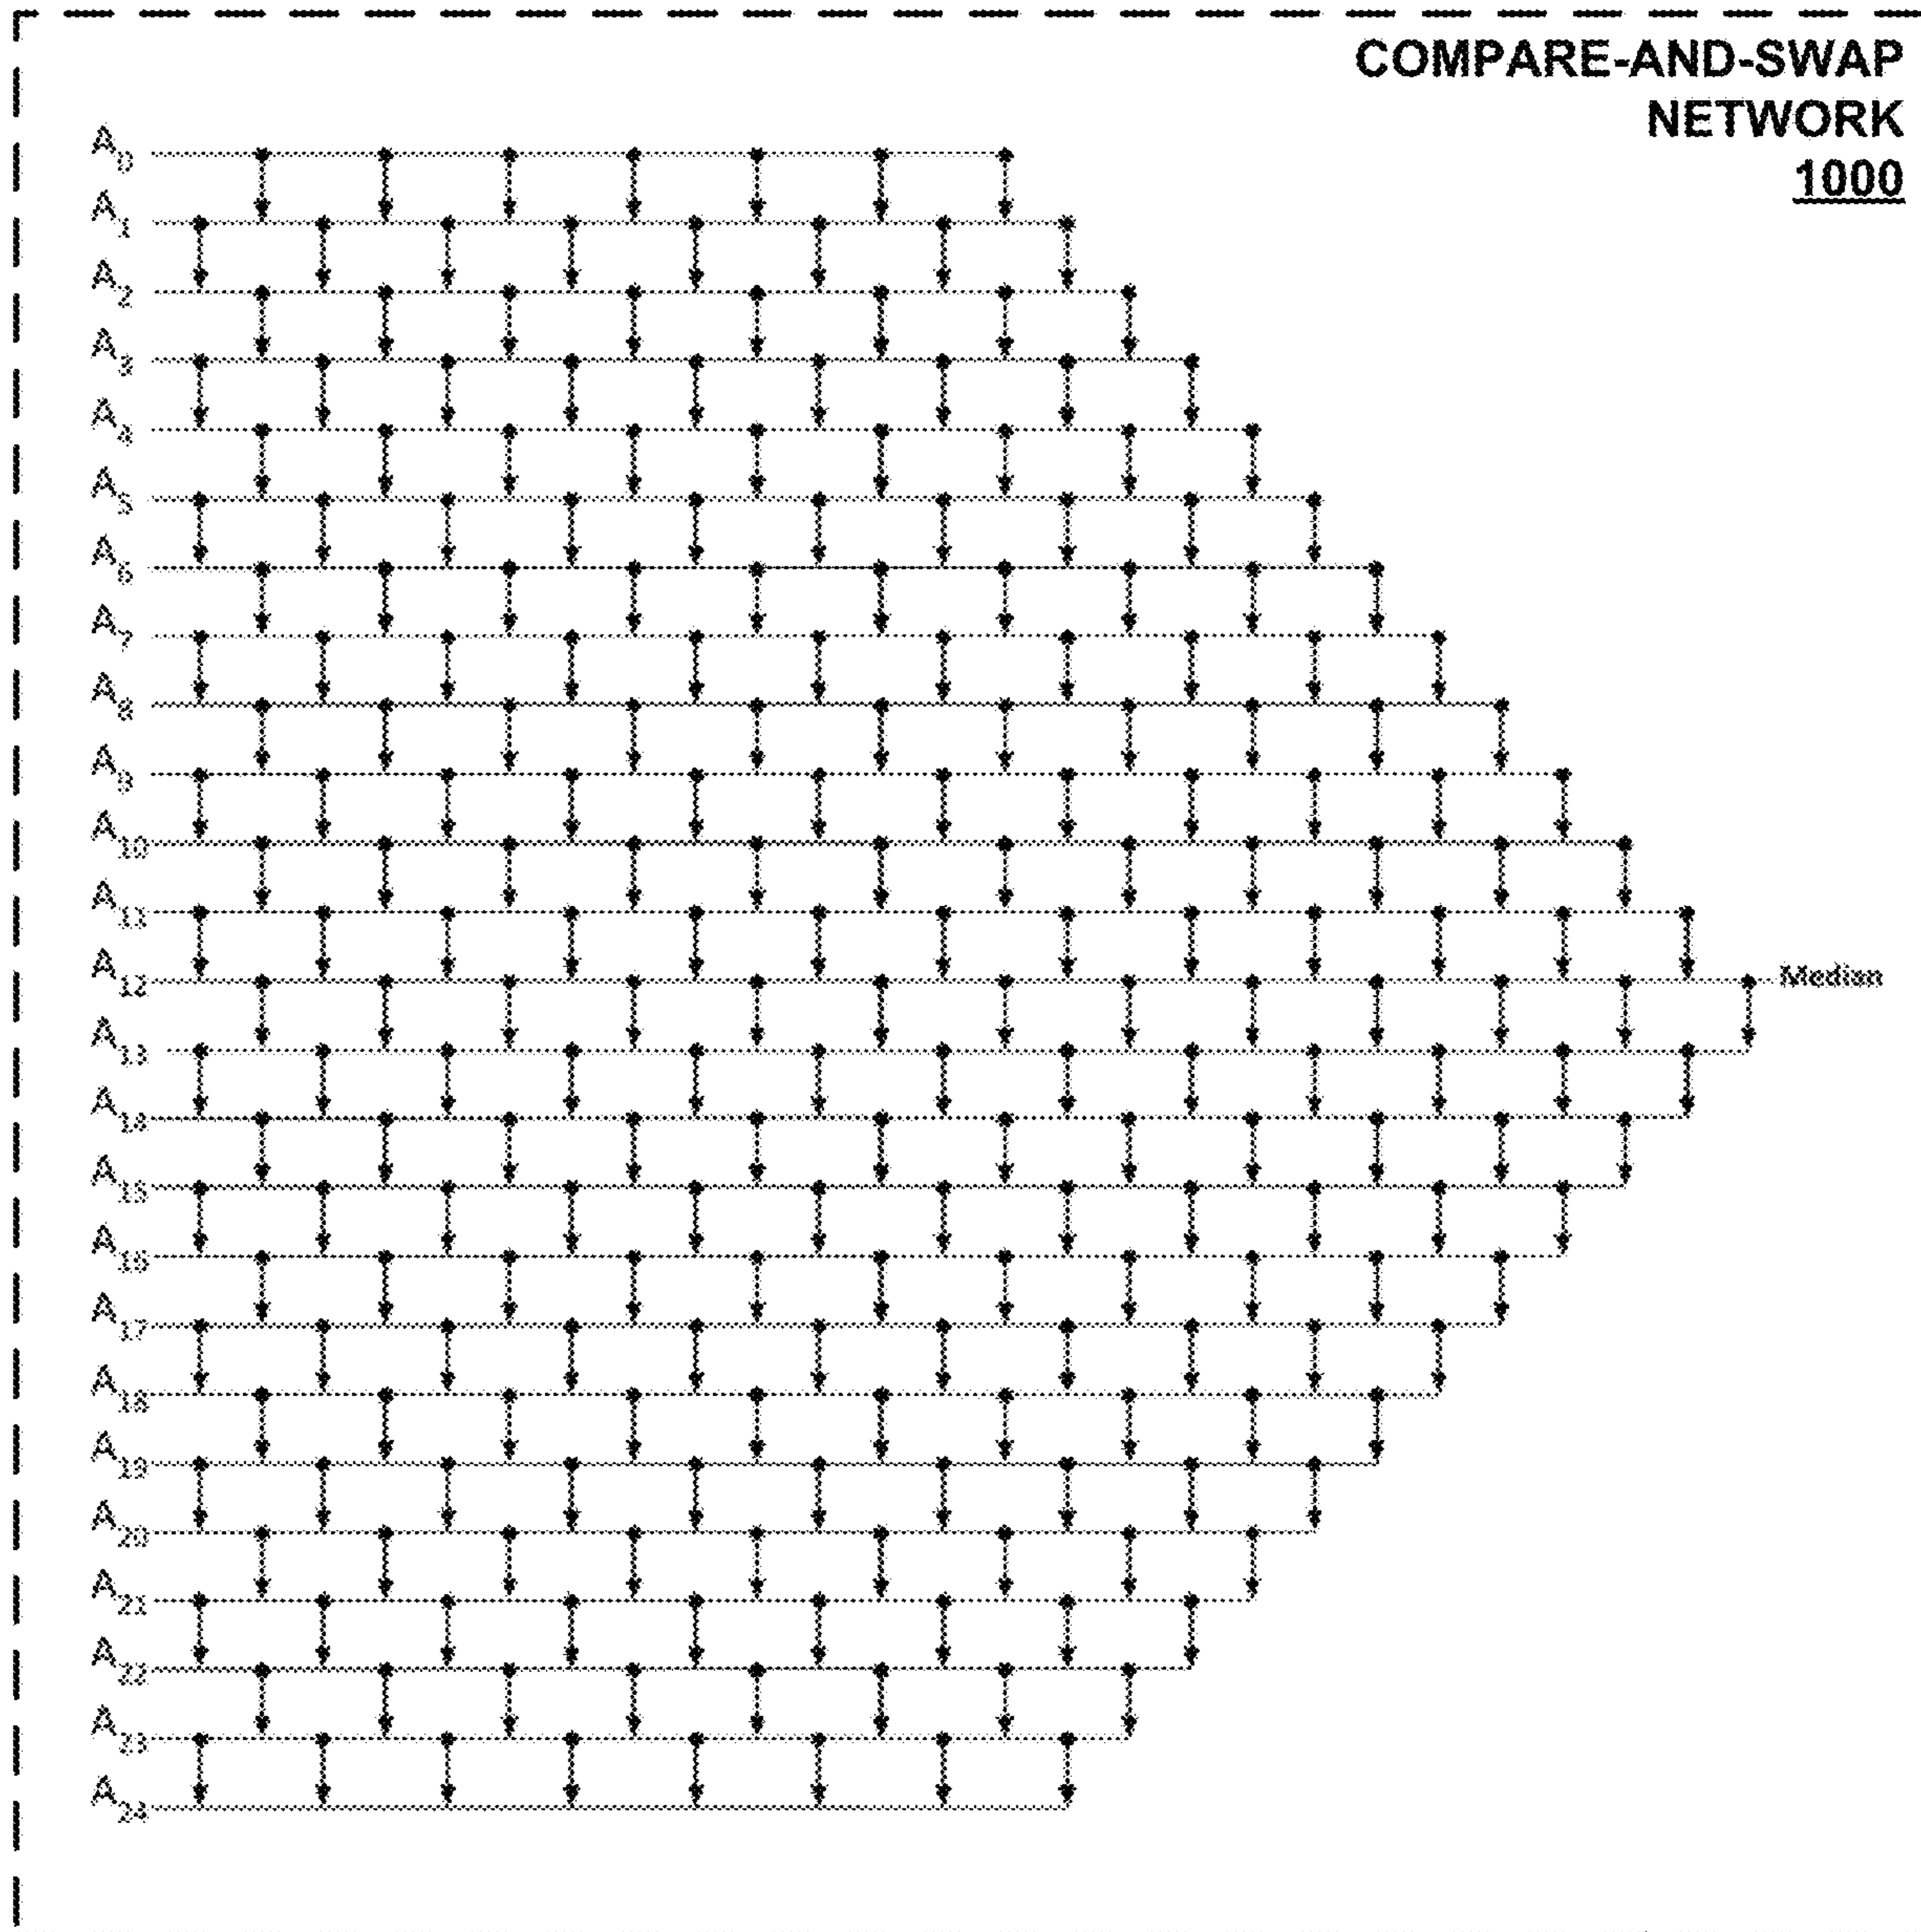 COMPARE-AND-SWAP
NETWORK
1000
A0
A1
A2
A3
A4
A5
A6
A7
A8
A9
A10
A11
A12
Median
A13
A14
A15
A16
A17
A18
A19
A20
A21
A22
A23
A24